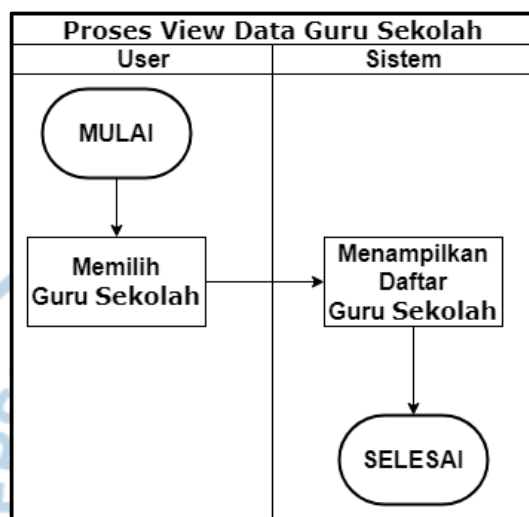 Proses View Data Guru Sekolah
User
Sistem
MULAI
Memilih
Guru Sekolah
Menampilkan
Daftar
Guru Sekolah
SELESAI